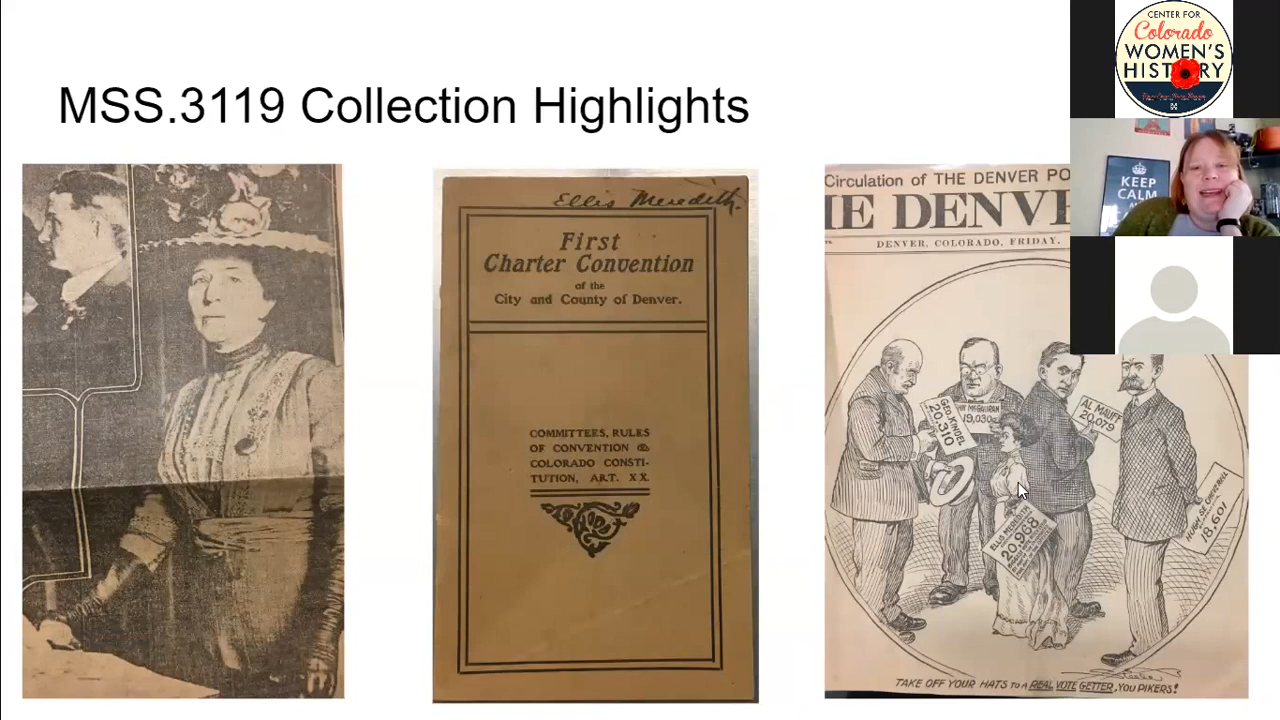 MSS.3119 Collection Highlights
Ellis Meredith.
First
Charter Convention
of the
City and County of Denver.
COMMITTEES, RULES
OF CONVENTION &
COLORADO CONSTI-
TUTION, ART. XX.
Circulation of THE DENVER PO
HE DENVE
DENVER, COLORADO, FRIDAY,
GEO. KINDEL
20,310
McGAURAN
19,030
AL MAUFF
20,079
ELLIS MEREDITH
20,968
18,601
TAKE OFF YOUR HATS TO A REAL VOTE GETTER, YOU PIKERS!
CENTER FOR
Colorado
WOMEN'S
HISTORY
KEEP
CALM